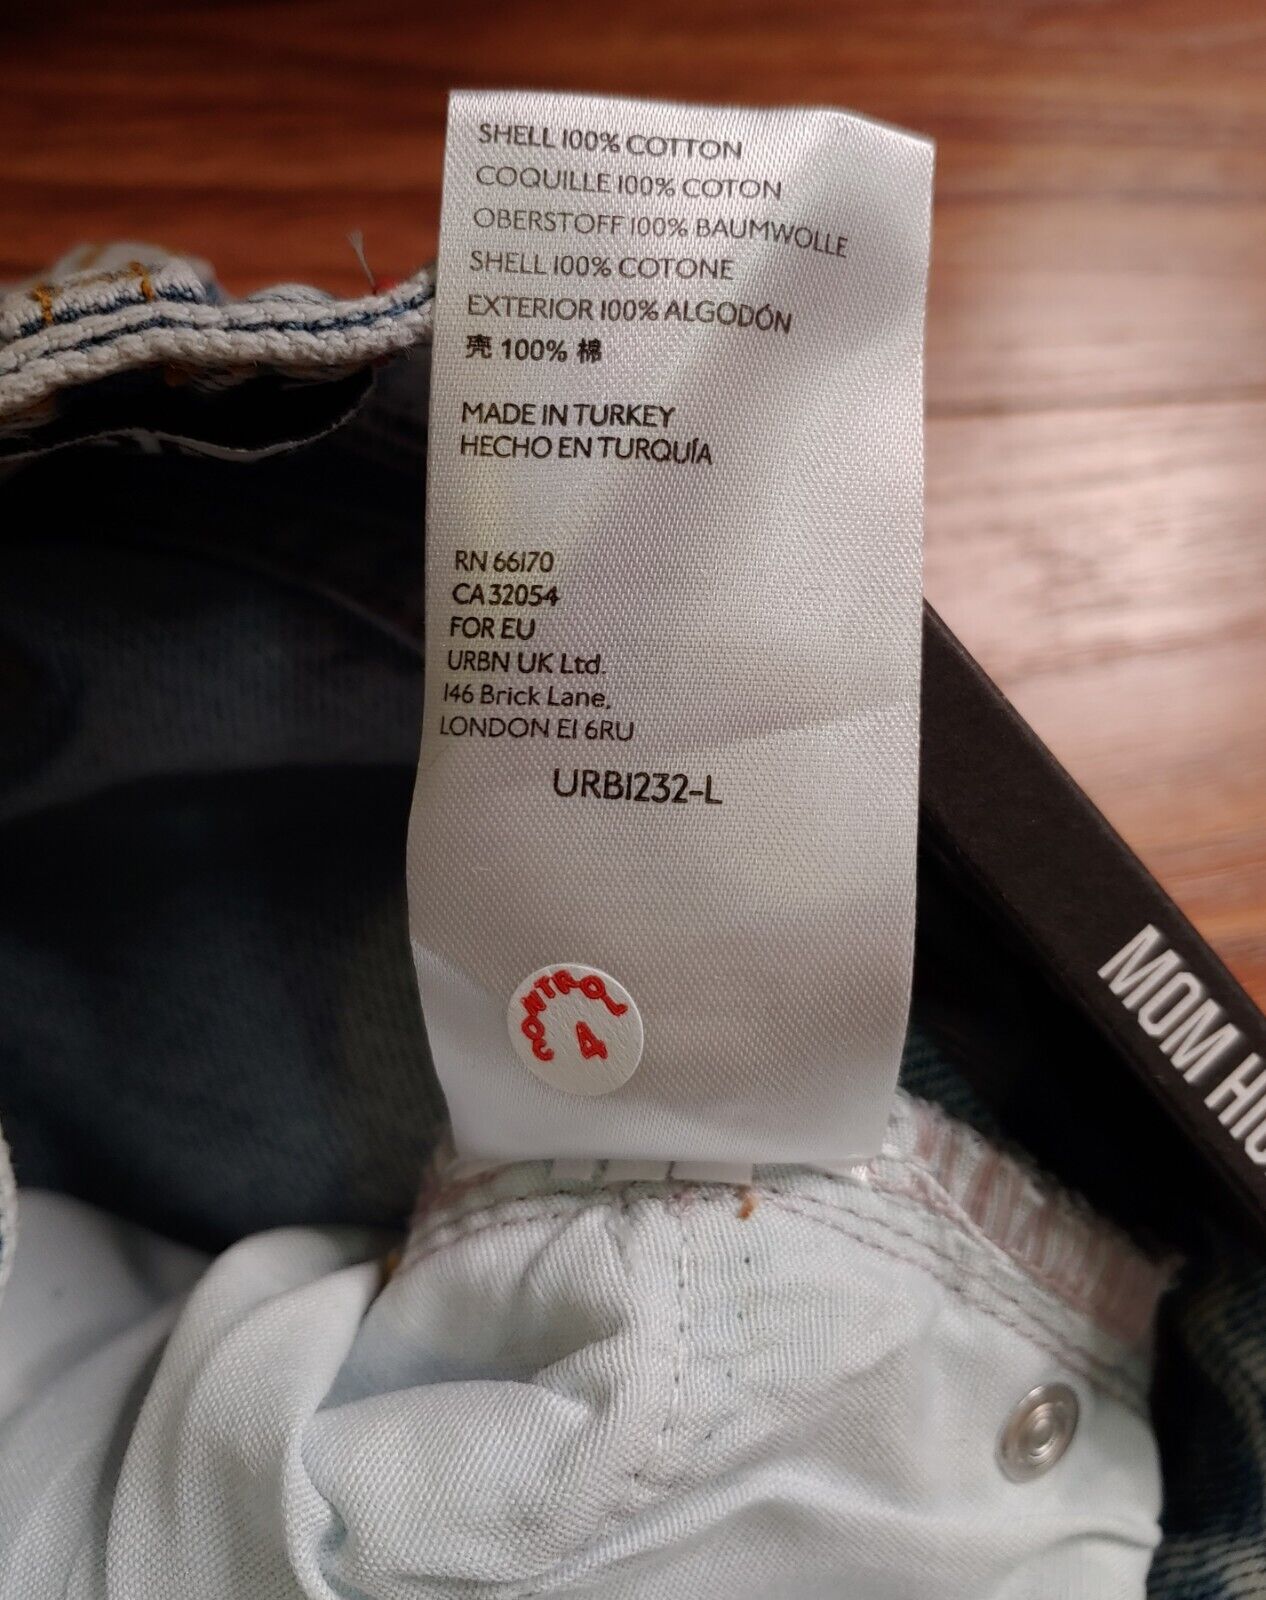 SHELL 100% COTTON
COQUILLE 100% COTON
OBERSTOFF 100% BAUMWOLLE
SHELL 100% COTONE
EXTERIOR 100% ALGODÓN
壳 100% 棉
MADE IN TURKEY
HECHO EN TURQUÍA
RN 66170
CA 32054
FOR EU
URBN UK Ltd.
146 Brick Lane,
LONDON E1 6RU
URB1232-L
CONTROL
4
MOM HIG